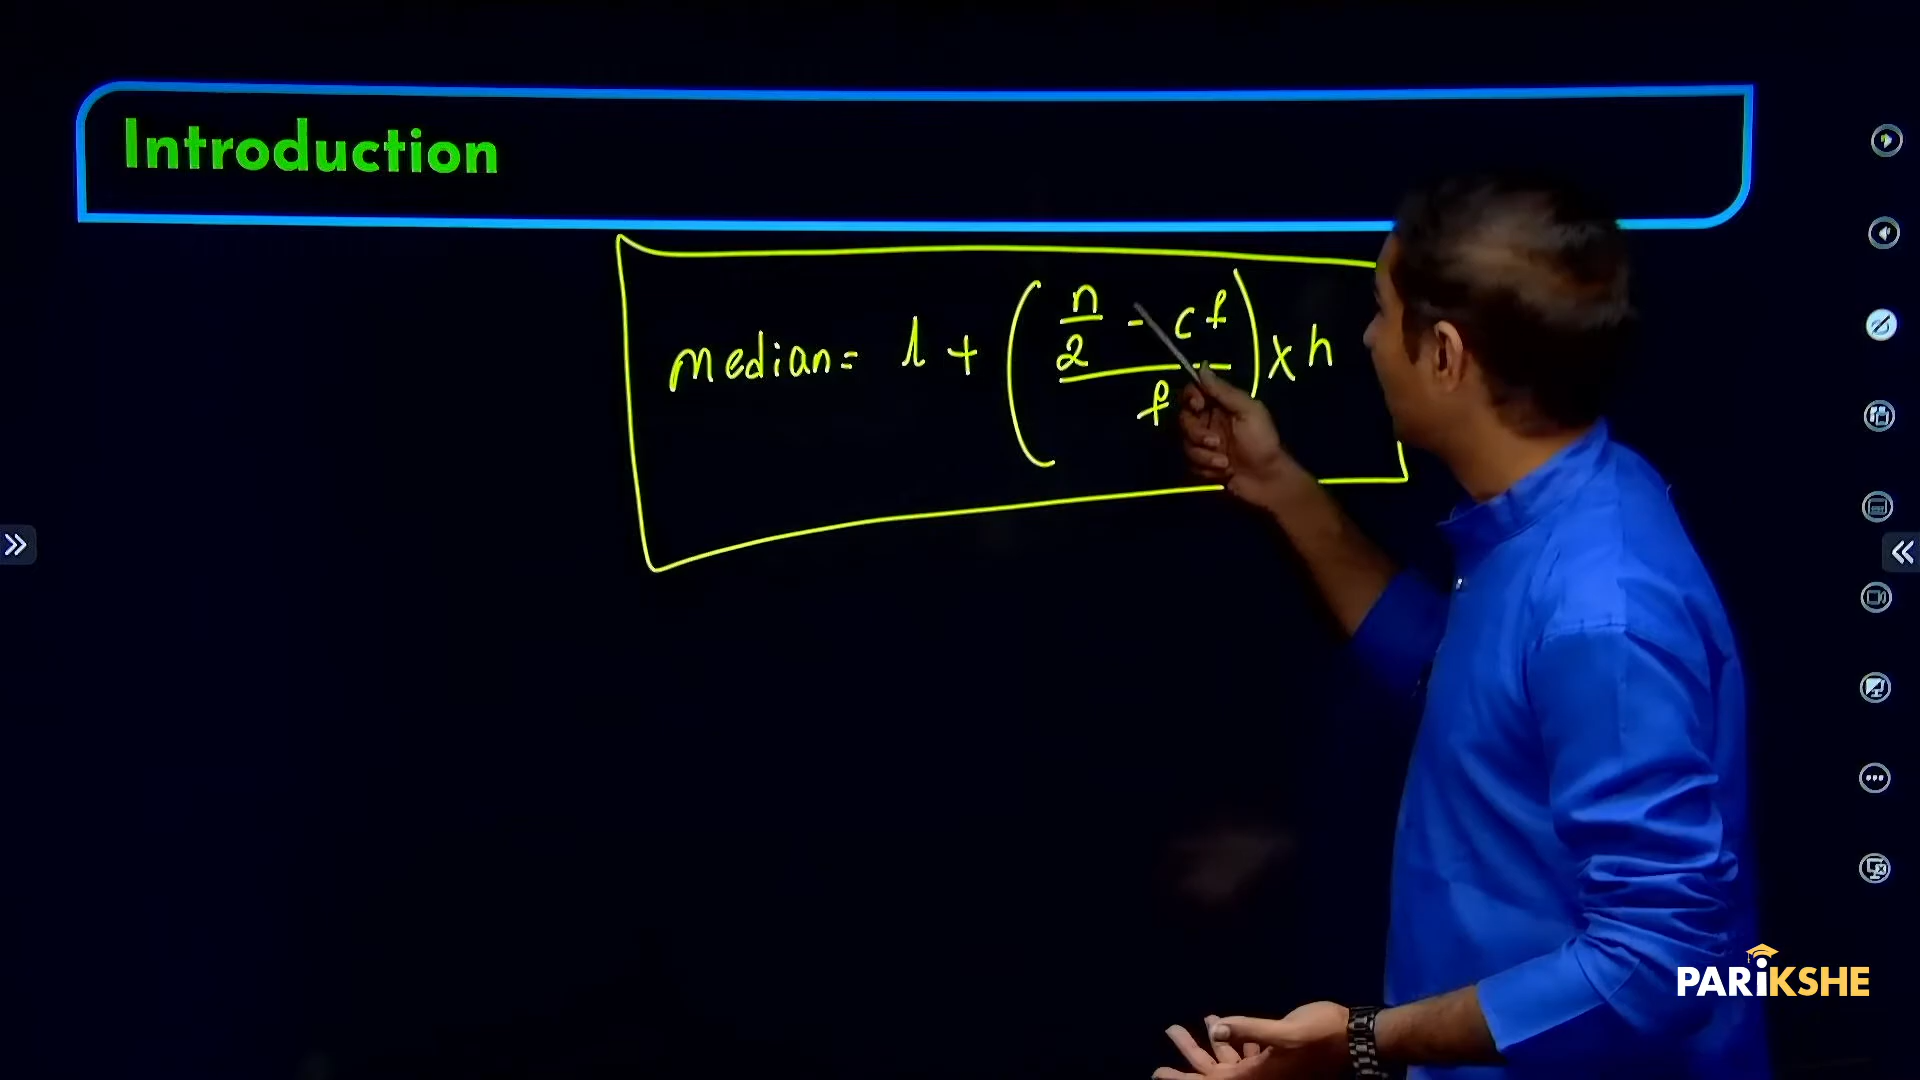 Introduction
median = l + ( n/2 - cf / f ) x h
PARiKSHE